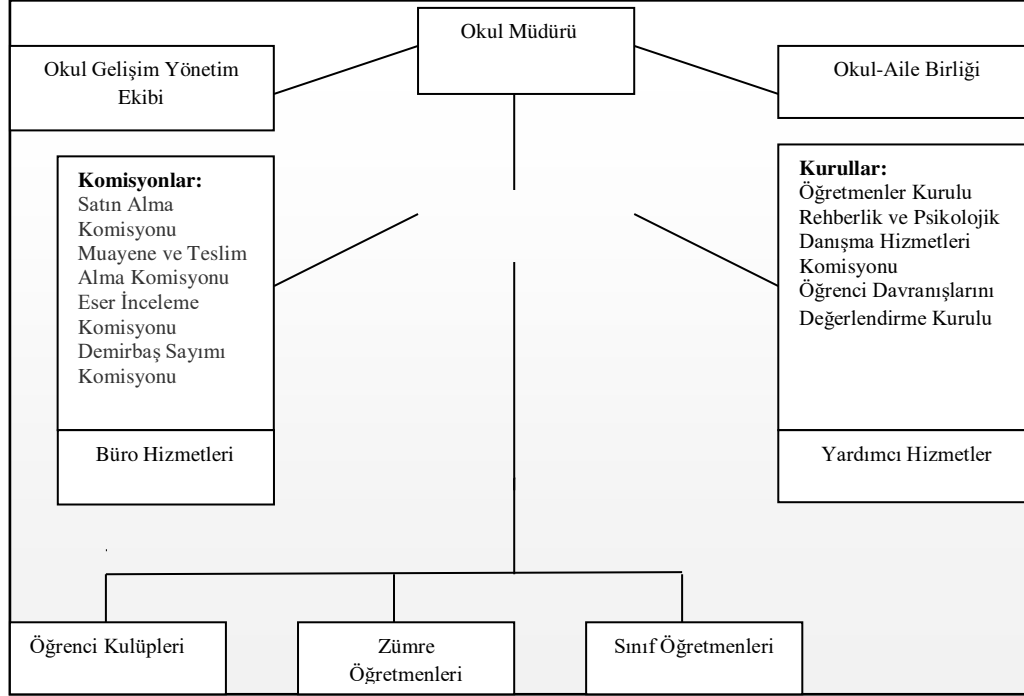 Okul Müdürü
Okul Gelişim Yönetim
Ekibi
Okul-Aile Birliği
Komisyonlar:
Satın Alma
Komisyonu
Muayene ve Teslim
Alma Komisyonu
Eser İnceleme
Komisyonu
Demirbaş Sayımı
Komisyonu
Kurullar:
Öğretmenler Kurulu
Rehberlik ve Psikolojik
Danışma Hizmetleri
Komisyonu
Öğrenci Davranışlarını
Değerlendirme Kurulu
Büro Hizmetleri
Yardımcı Hizmetler
Öğrenci Kulüpleri
Zümre
Öğretmenleri
Sınıf Öğretmenleri